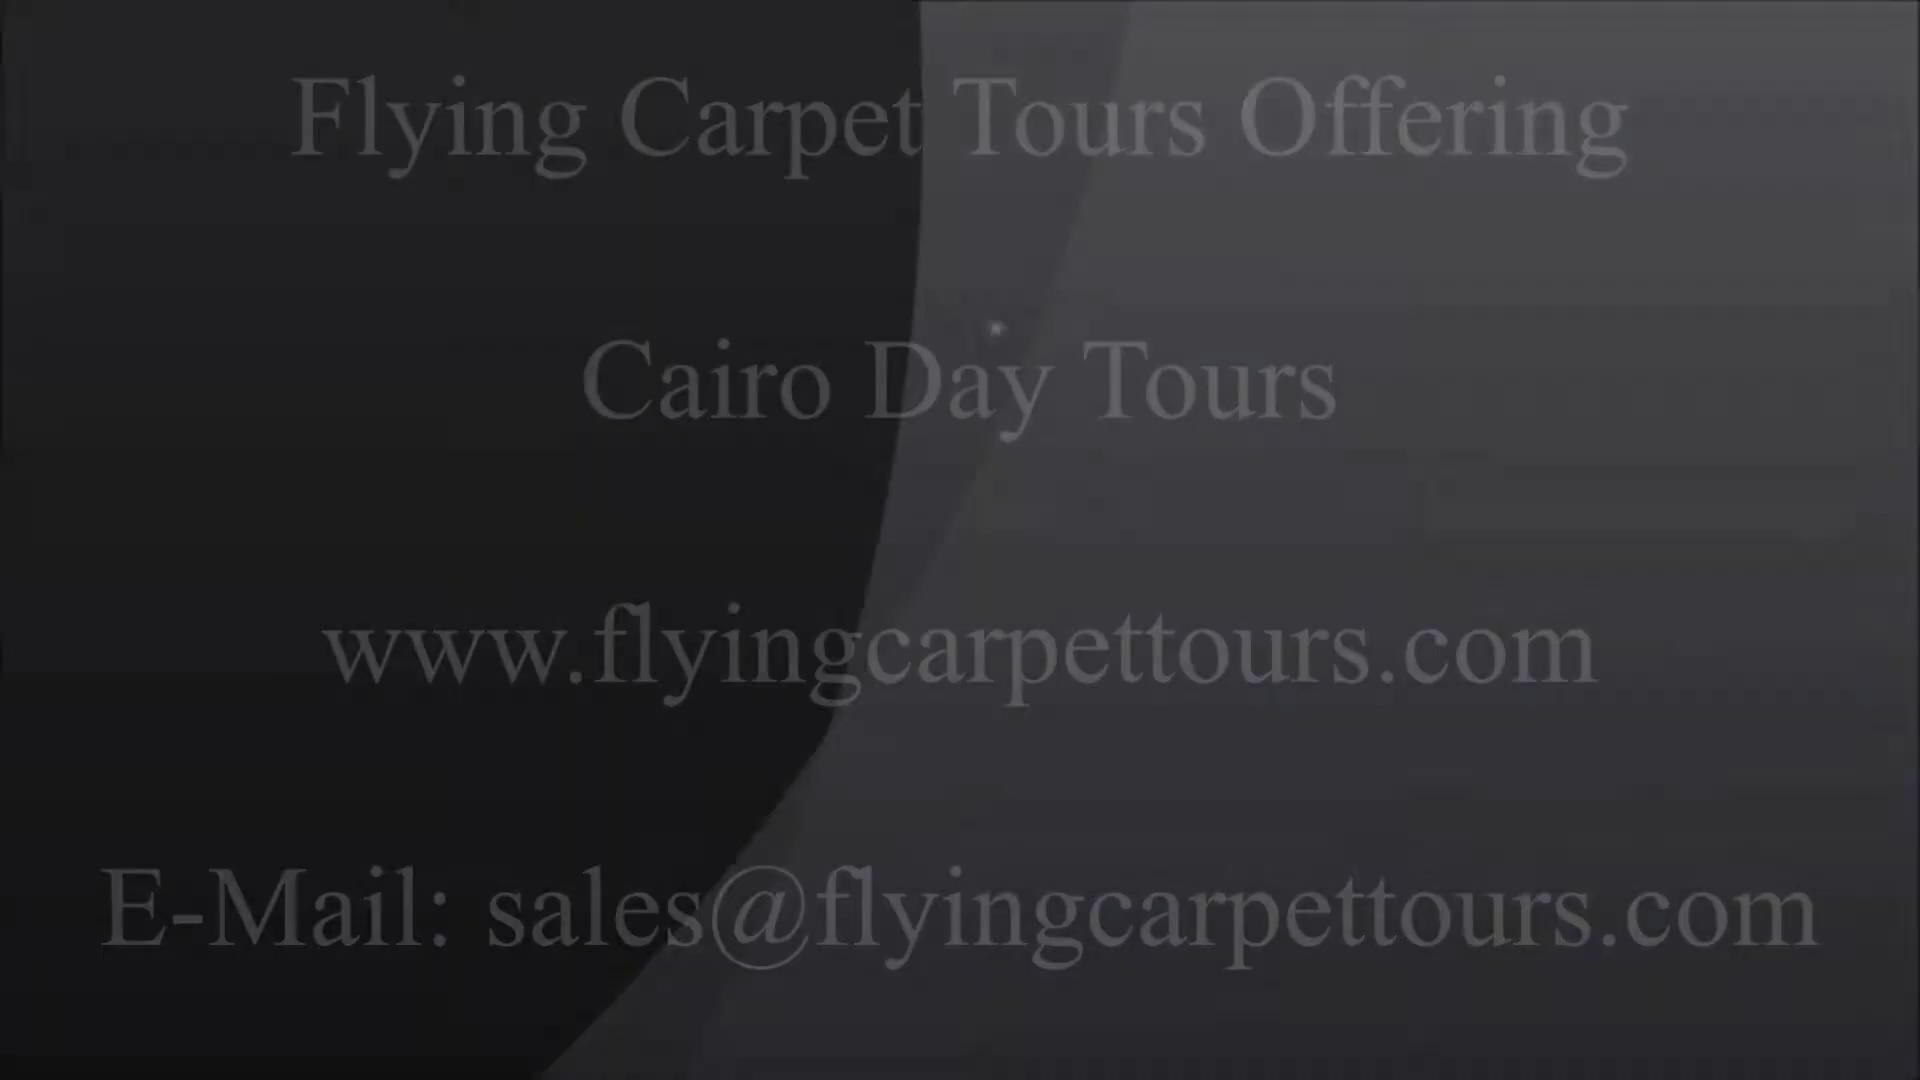 Flying Carpet Tours Offering
Cairo Day Tours
www.flyingcarpettours.com
E-Mail: sales@flyingcarpettours.com